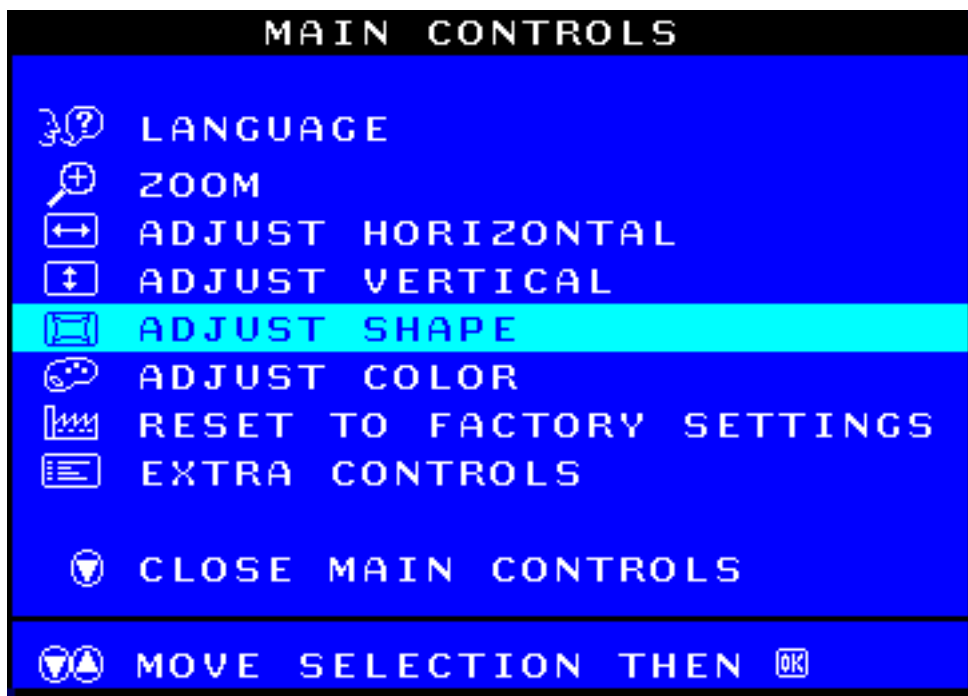 MAIN CONTROLS
LANGUAGE
ZOOM
ADJUST HORIZONTAL
ADJUST VERTICAL
ADJUST SHAPE
ADJUST COLOR
RESET TO FACTORY SETTINGS
EXTRA CONTROLS
CLOSE MAIN CONTROLS
MOVE SELECTION THEN OK